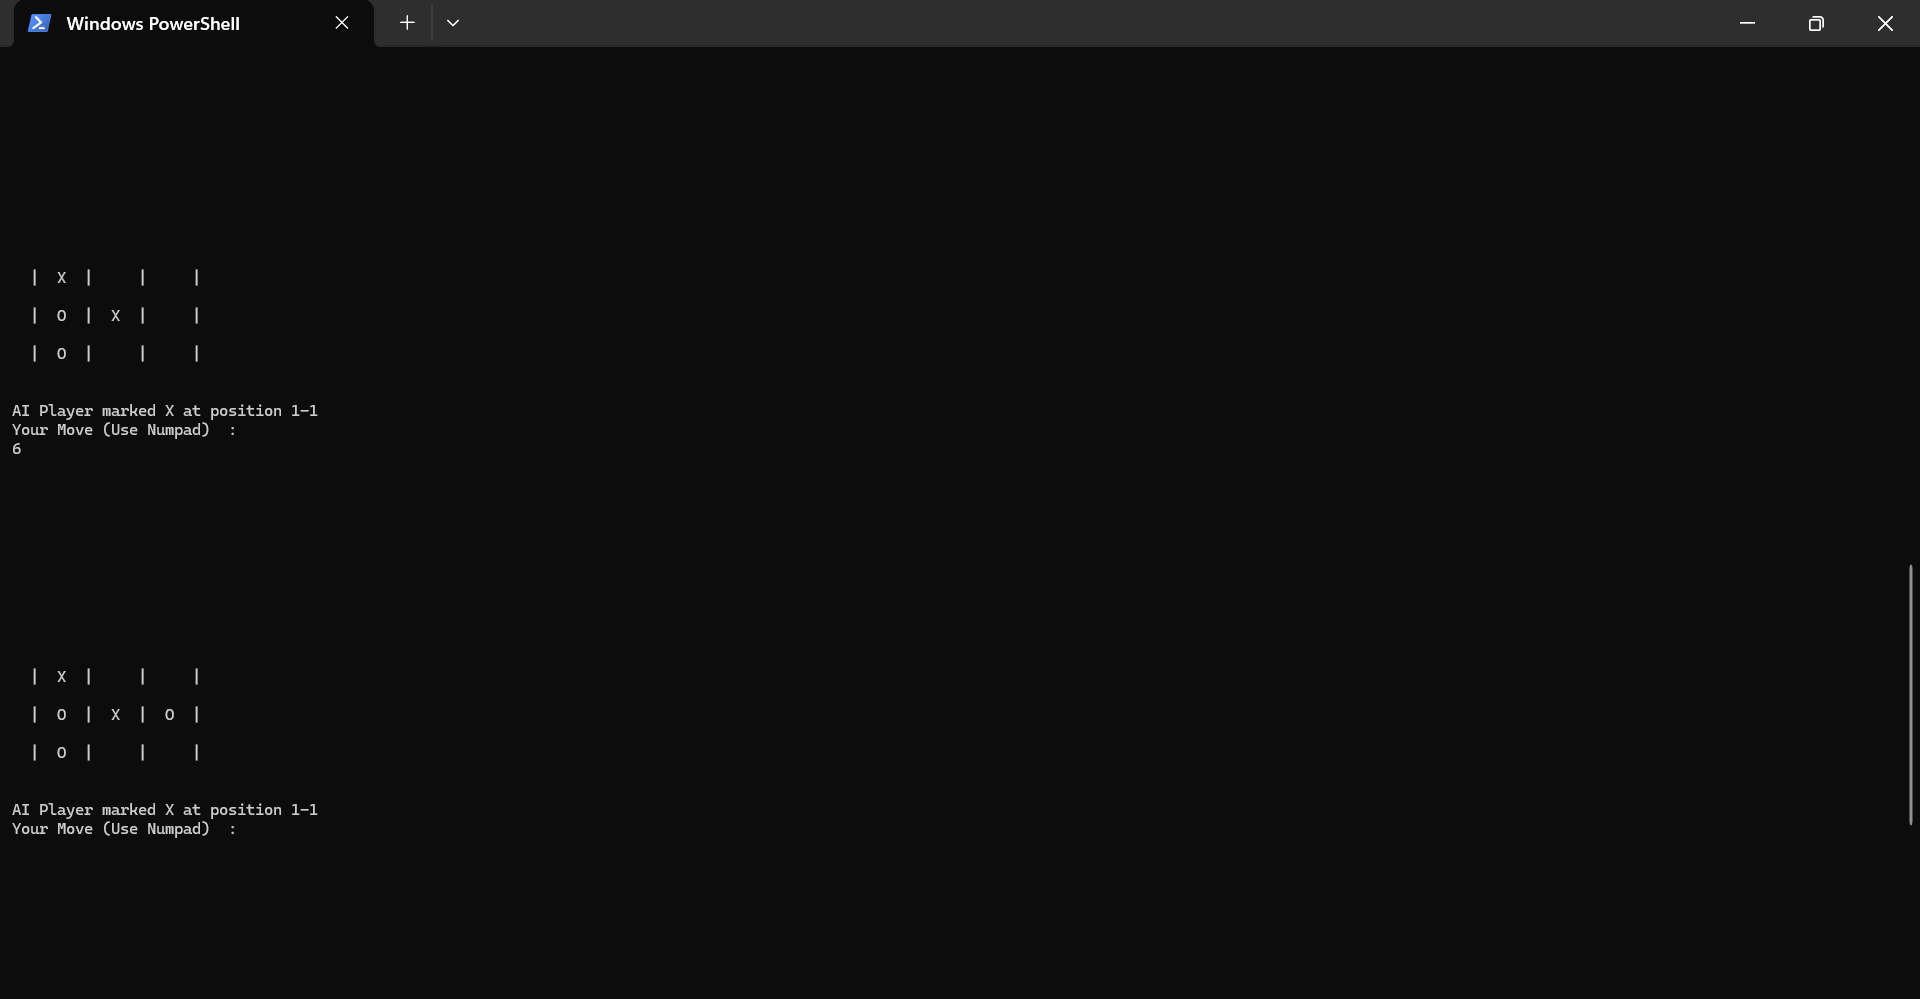 Windows PowerShell
| X |   |   |
| O | X |   |
| O |   |   |
AI Player marked X at position 1-1
Your Move (Use Numpad)  :
6
| X |   |   |
| O | X | O |
| O |   |   |
AI Player marked X at position 1-1
Your Move (Use Numpad)  :